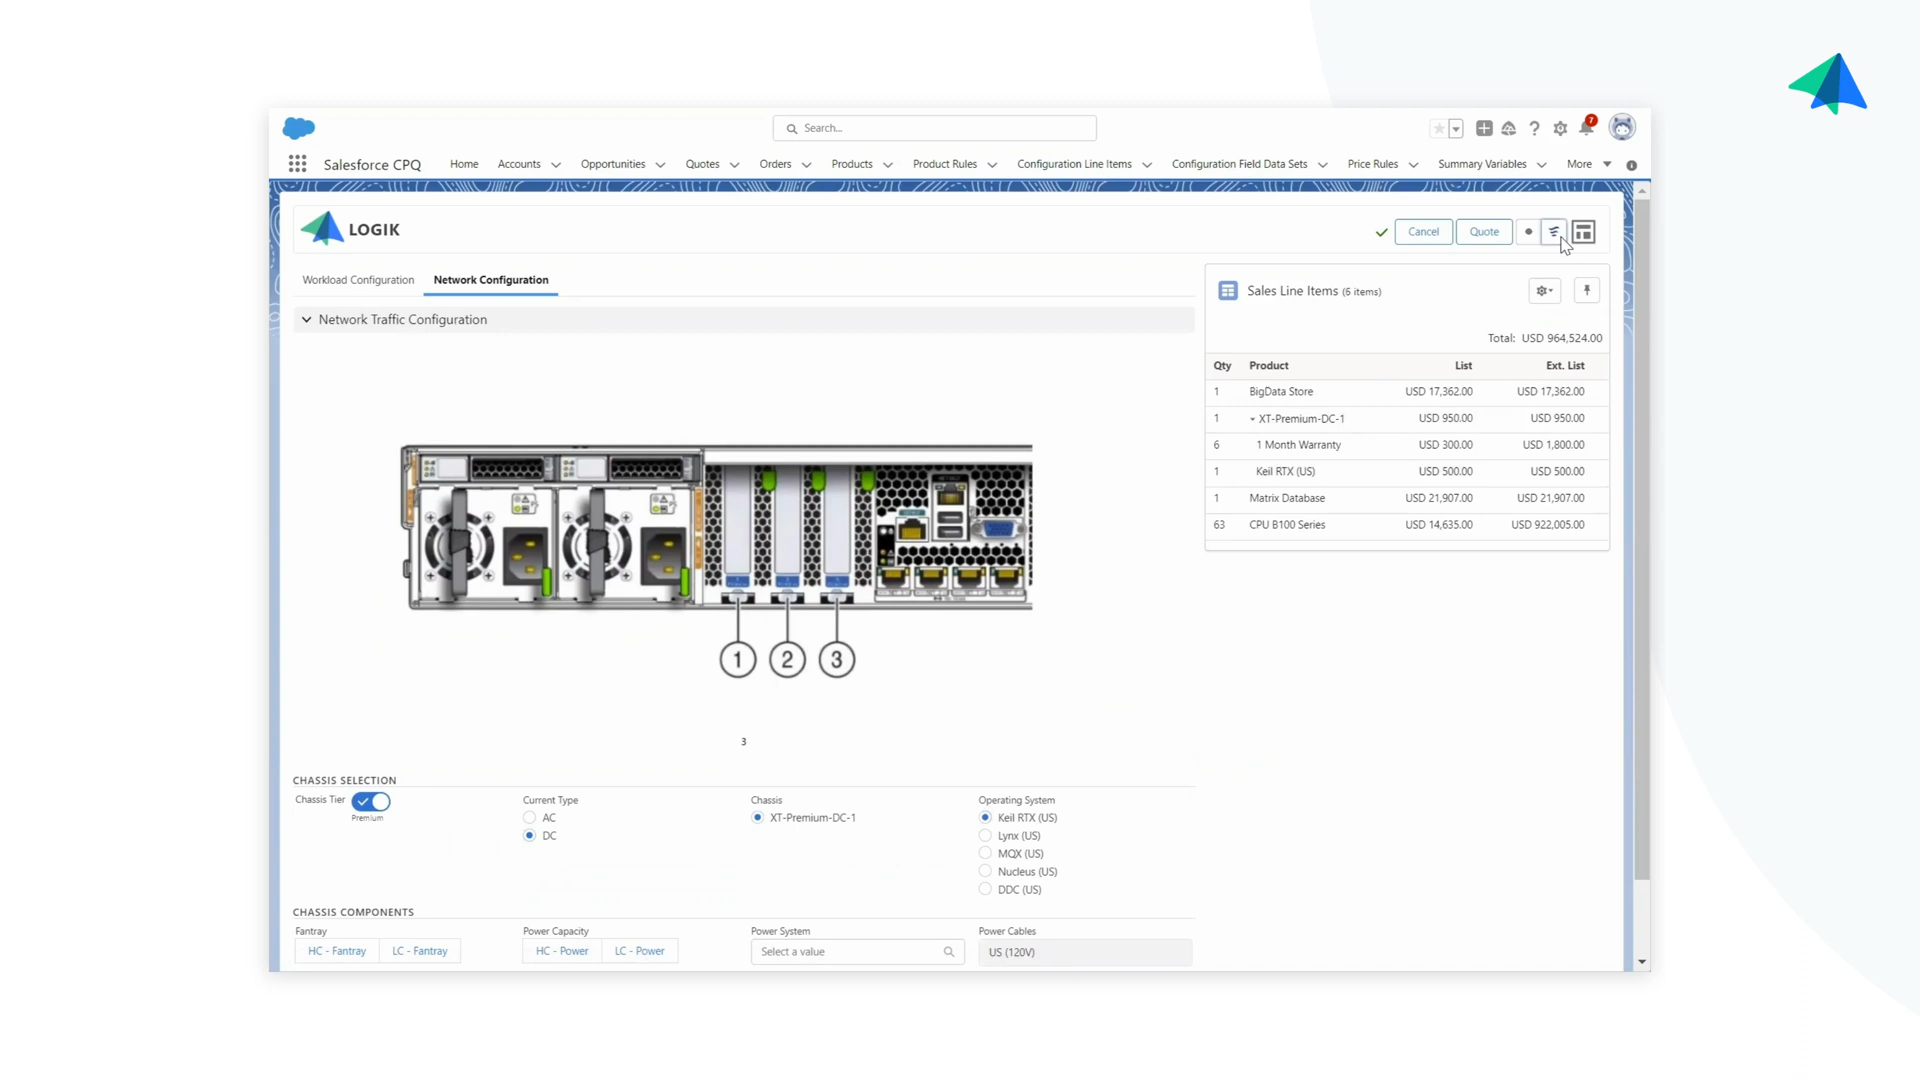 Search...
7
Salesforce CPQ
Home
Accounts
Opportunities
Quotes
Orders
Products
Product Rules
Configuration Line Items
Configuration Field Data Sets
Price Rules
Summary Variables
More
LOGIK
Cancel
Quote
Workload Configuration
Network Configuration
Network Traffic Configuration
Sales Line Items (6 items)
Total: USD 964,524.00
Qty Product List Ext. List
1 BigData Store USD 17,362.00 USD 17,362.00
1 XT-Premium-DC-1 USD 950.00 USD 950.00
6 1 Month Warranty USD 300.00 USD 1,800.00
1 Keil RTX (US) USD 500.00 USD 500.00
1 Matrix Database USD 21,907.00 USD 21,907.00
63 CPU B100 Series USD 14,635.00 USD 922,005.00
1 2 3
3
CHASSIS SELECTION
Chassis Tier
Premium
Current Type
AC
DC
Chassis
XT-Premium-DC-1
Operating System
Keil RTX (US)
Lynx (US)
MQX (US)
Nucleus (US)
DDC (US)
CHASSIS COMPONENTS
Fantray
HC - Fantray
LC - Fantray
Power Capacity
HC - Power
LC - Power
Power System
Select a value
Power Cables
US (120V)